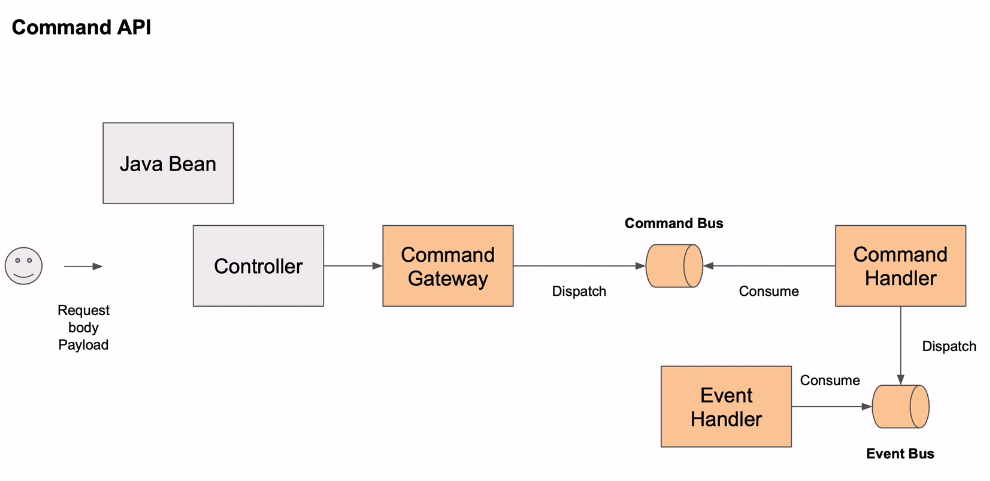 Command API
Java Bean
Controller
Command
Gateway
Dispatch
Command Bus
Consume
Command
Handler
Request
body
Payload
Dispatch
Event
Handler
Consume
Event Bus